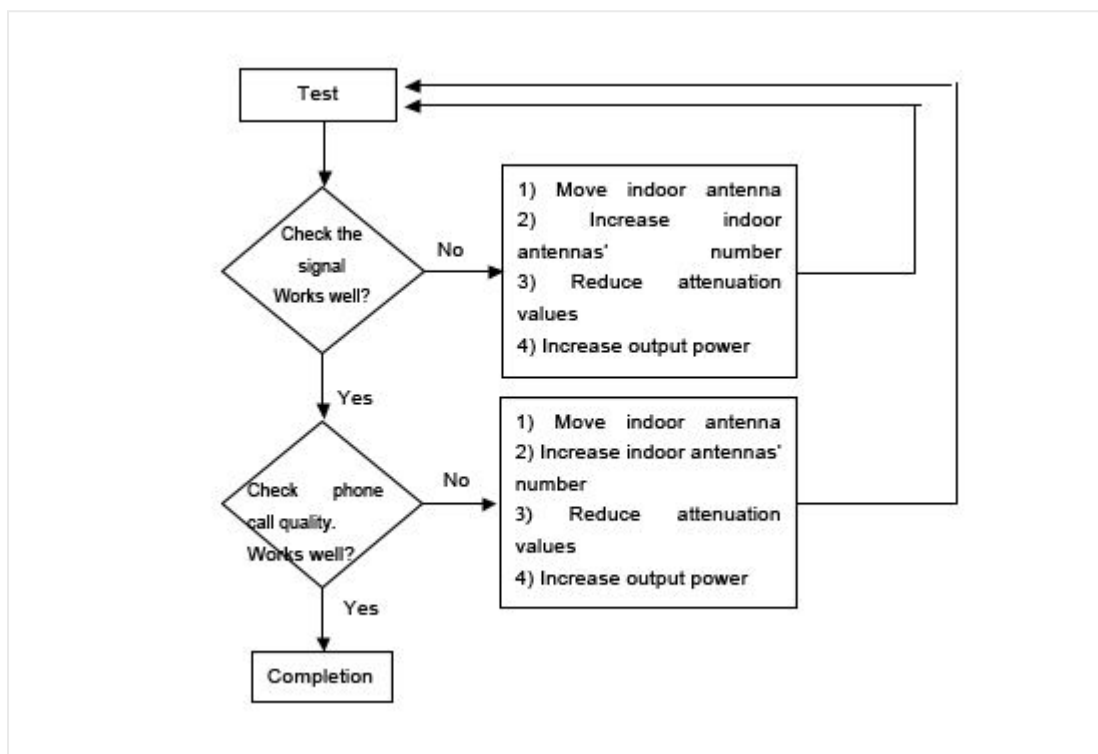 Test
Check the
signal
Works well?
No
1) Move indoor antenna
2) Increase indoor
antennas' number
3) Reduce attenuation
values
4) Increase output power
Yes
Check phone
call quality.
Works well?
No
1) Move indoor antenna
2) Increase indoor antennas'
number
3) Reduce attenuation
values
4) Increase output power
Yes
Completion